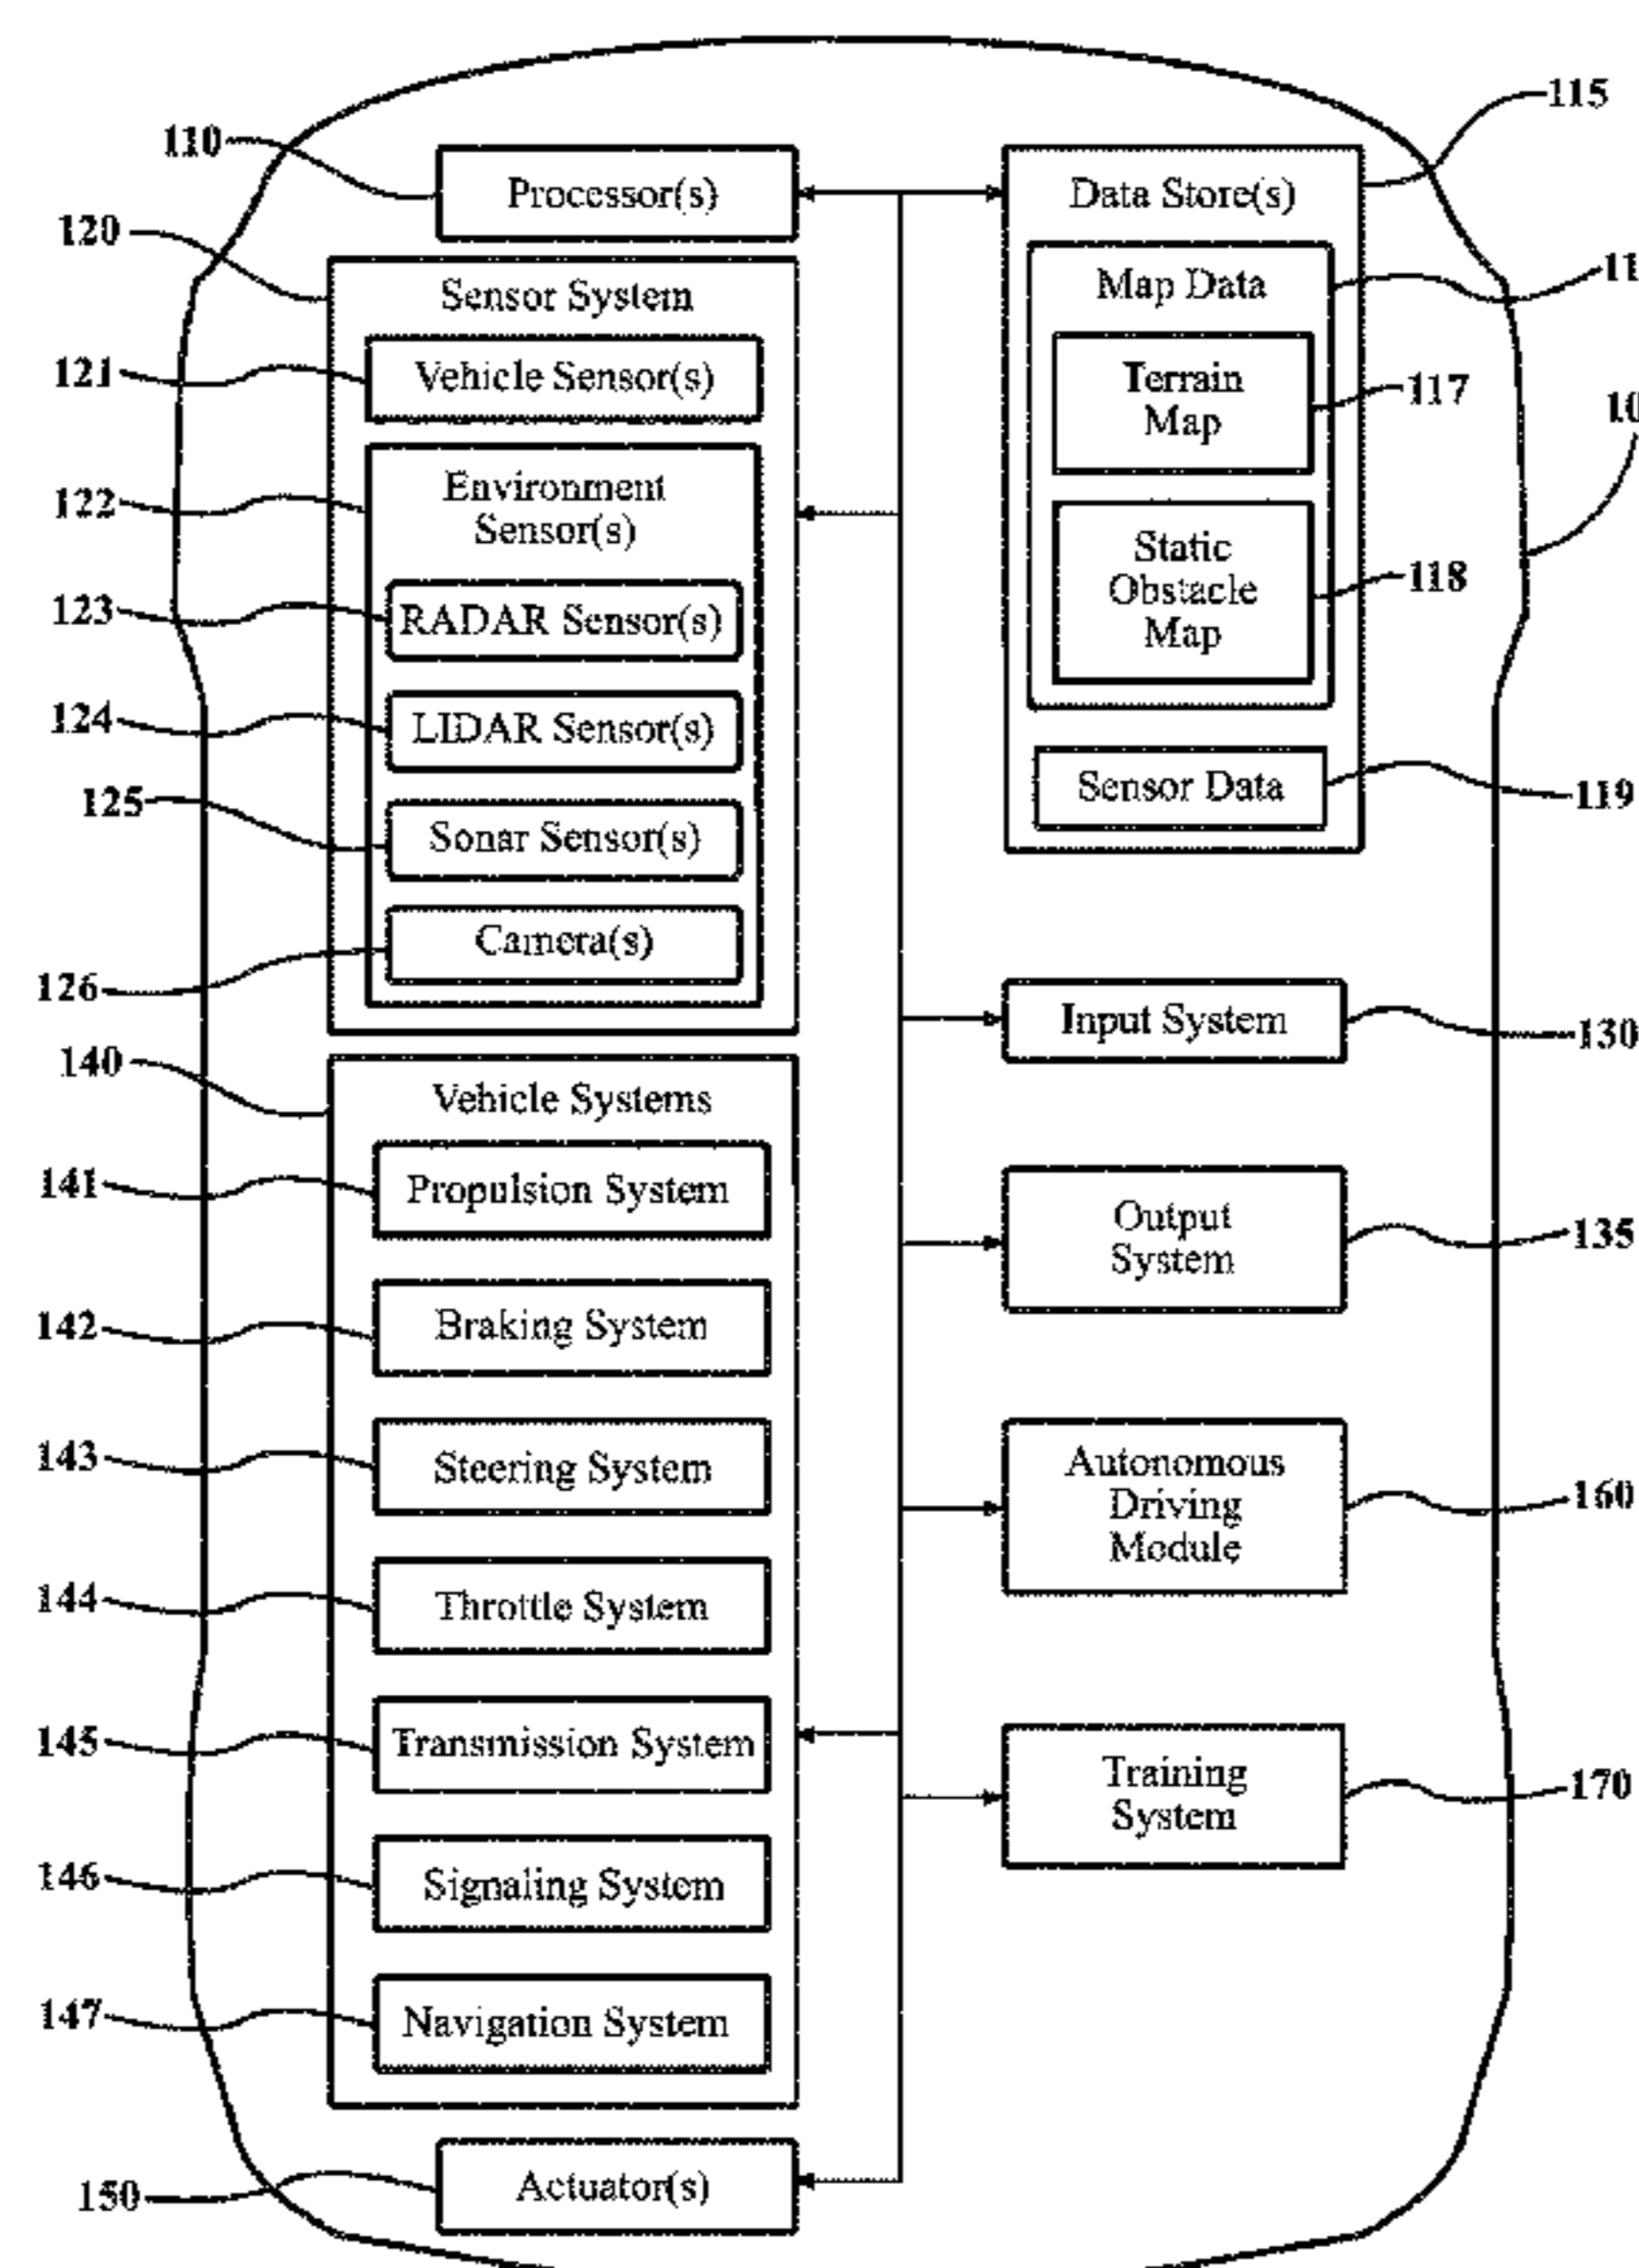 115
110
Processor(s)
Data Store(s)
120
Sensor System
Map Data
11
121
Vehicle Sensor(s)
Terrain
Map
117
10
122
Environment
Sensor(s)
Static
Obstacle
Map
118
123
RADAR Sensor(s)
124
LIDAR Sensor(s)
Sensor Data
119
125
Sonar Sensor(s)
126
Camera(s)
Input System
130
140
Vehicle Systems
141
Propulsion System
Output
System
135
142
Braking System
143
Steering System
Autonomous
Driving
Module
160
144
Throttle System
145
Transmission System
Training
System
170
146
Signaling System
147
Navigation System
150
Actuator(s)